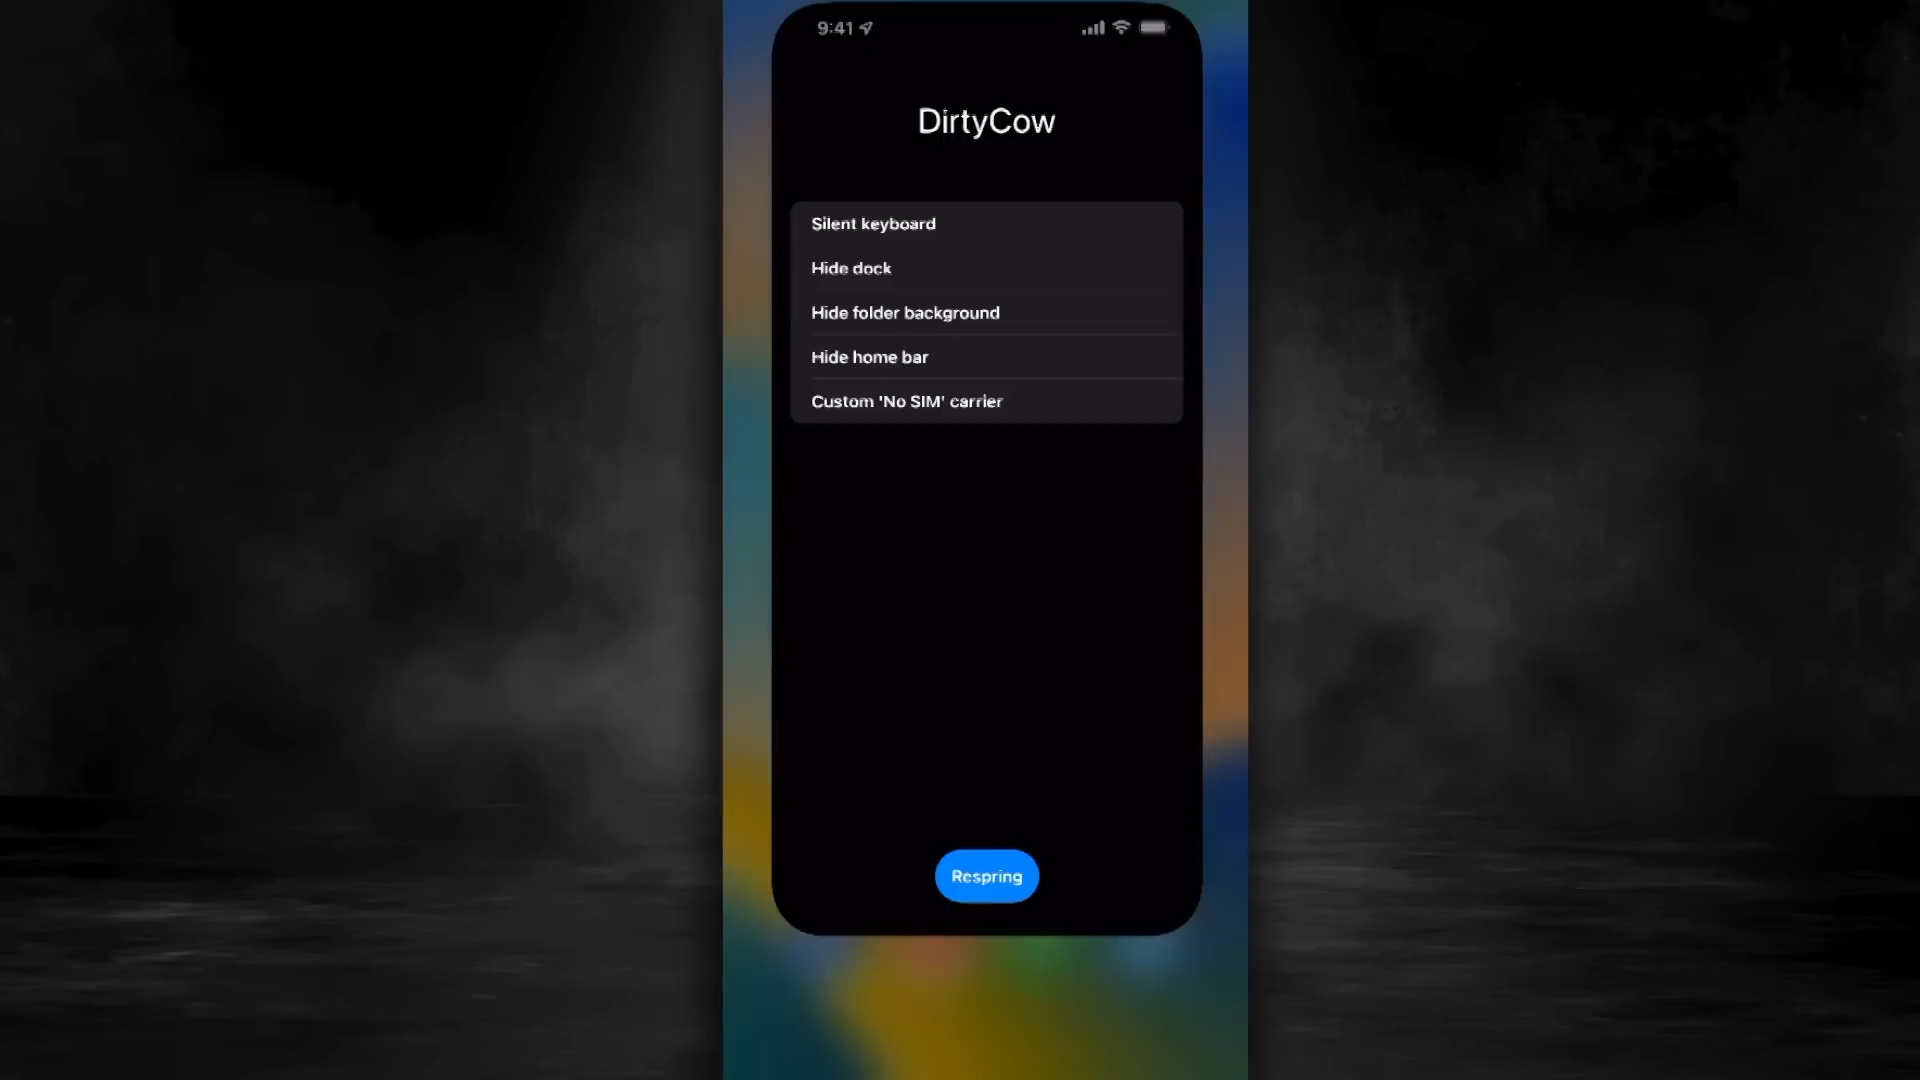 9:41
DirtyCow
Silent keyboard
Hide dock
Hide folder background
Hide home bar
Custom 'No SIM' carrier
Respring